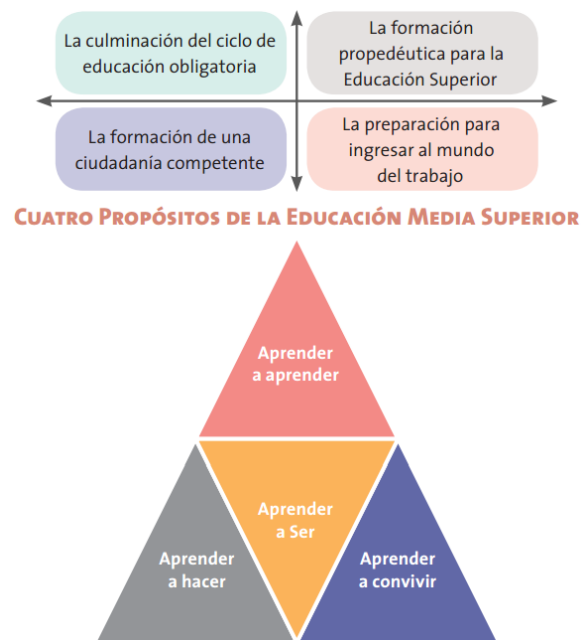 La culminación del ciclo de
educación obligatoria
La formación
propedéutica para la
Educación Superior
La formación de una
ciudadanía competente
La preparación para
ingresar al mundo
del trabajo
Cuatro Propósitos de la Educación Media Superior
Aprender
a aprender
Aprender
a Ser
Aprender
a hacer
Aprender
a convivir